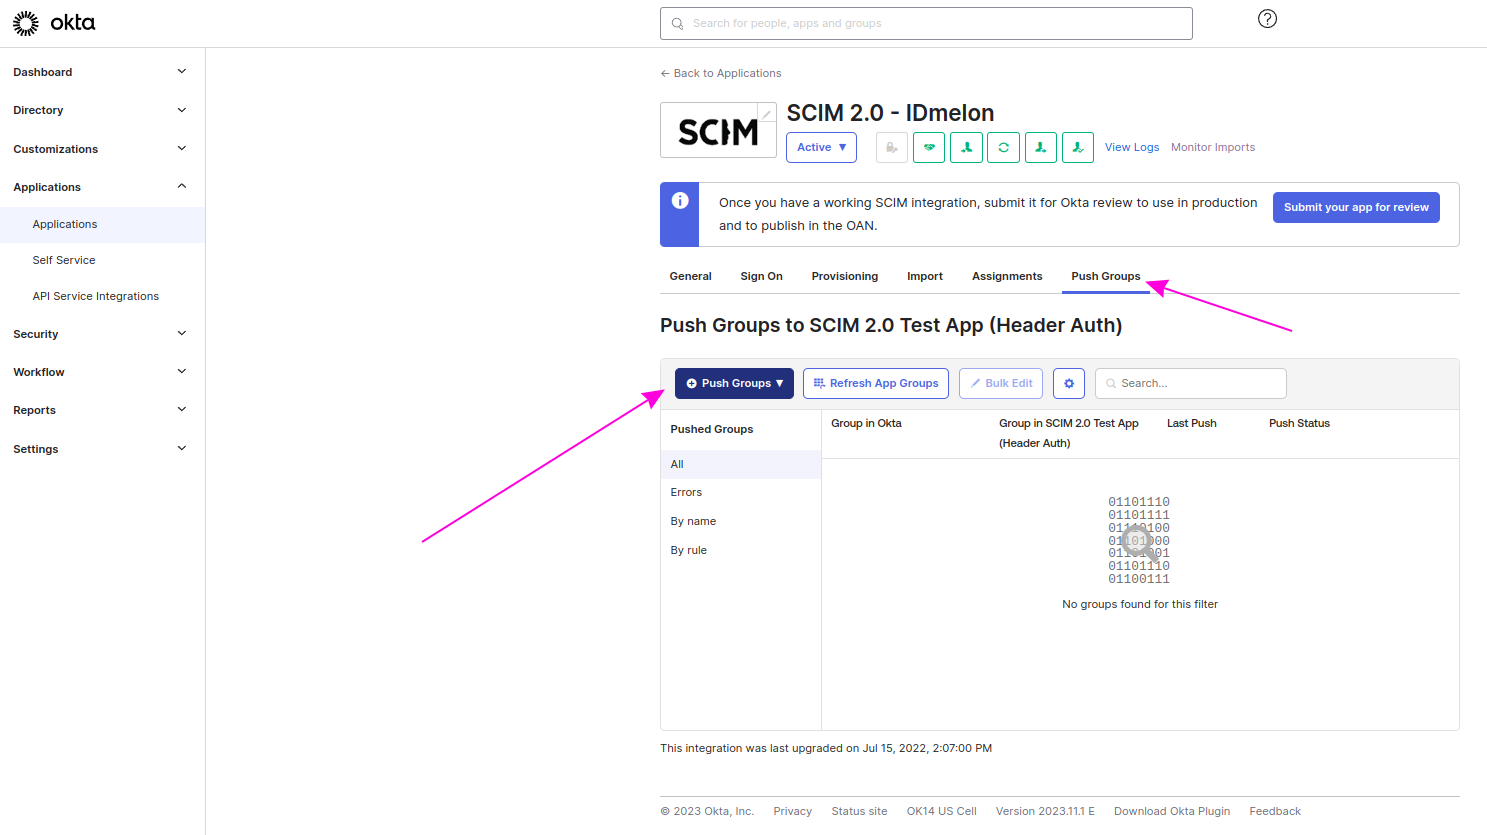 okta
Search for people, apps and groups
Dashboard
Directory
Customizations
Applications
Applications
Self Service
API Service Integrations
Security
Workflow
Reports
Settings
← Back to Applications
SCIM
SCIM 2.0 - IDmelon
Active ▼
View Logs
Monitor Imports
Once you have a working SCIM integration, submit it for Okta review to use in production
and to publish in the OAN.
Submit your app for review
General
Sign On
Provisioning
Import
Assignments
Push Groups
Push Groups to SCIM 2.0 Test App (Header Auth)
Push Groups ▼
Refresh App Groups
Bulk Edit
Search...
Pushed Groups
All
Errors
By name
By rule
Group in Okta
Group in SCIM 2.0 Test App
(Header Auth)
Last Push
Push Status
01101110
01101111
01110100
01101000
01101001
01101110
01100111
No groups found for this filter
This integration was last upgraded on Jul 15, 2022, 2:07:00 PM
© 2023 Okta, Inc.
Privacy
Status site
OK14 US Cell
Version 2023.11.1 E
Download Okta Plugin
Feedback